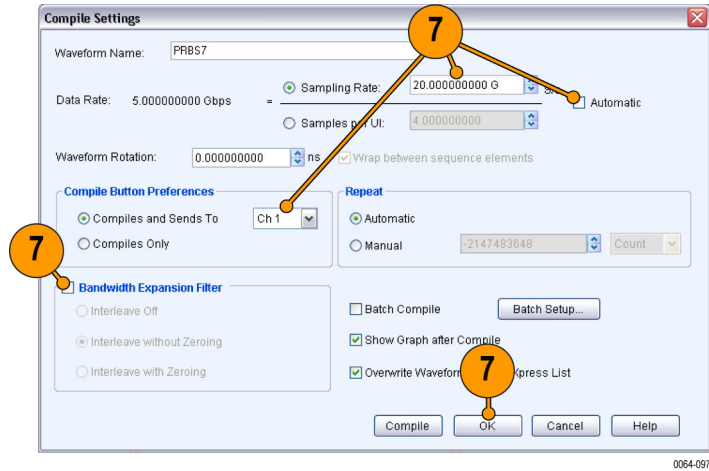 Compile Settings
7
Waveform Name: PRBS7
Sampling Rate: 20.000000000 G
Data Rate: 5.000000000 Gbps =
Automatic
Samples per UI: 4.000000000
Waveform Rotation: 0.000000000 ns Wrap between sequence elements
Compile Button Preferences
Repeat
Compiles and Sends To Ch 1
Automatic
Compiles Only
Manual -2147483648 Count
7
Bandwidth Expansion Filter
Interleave Off
Batch Compile Batch Setup...
Interleave without Zeroing
Show Graph after Compile
Interleave with Zeroing
Overwrite Waveform press List
7
Compile OK Cancel Help
0064-097